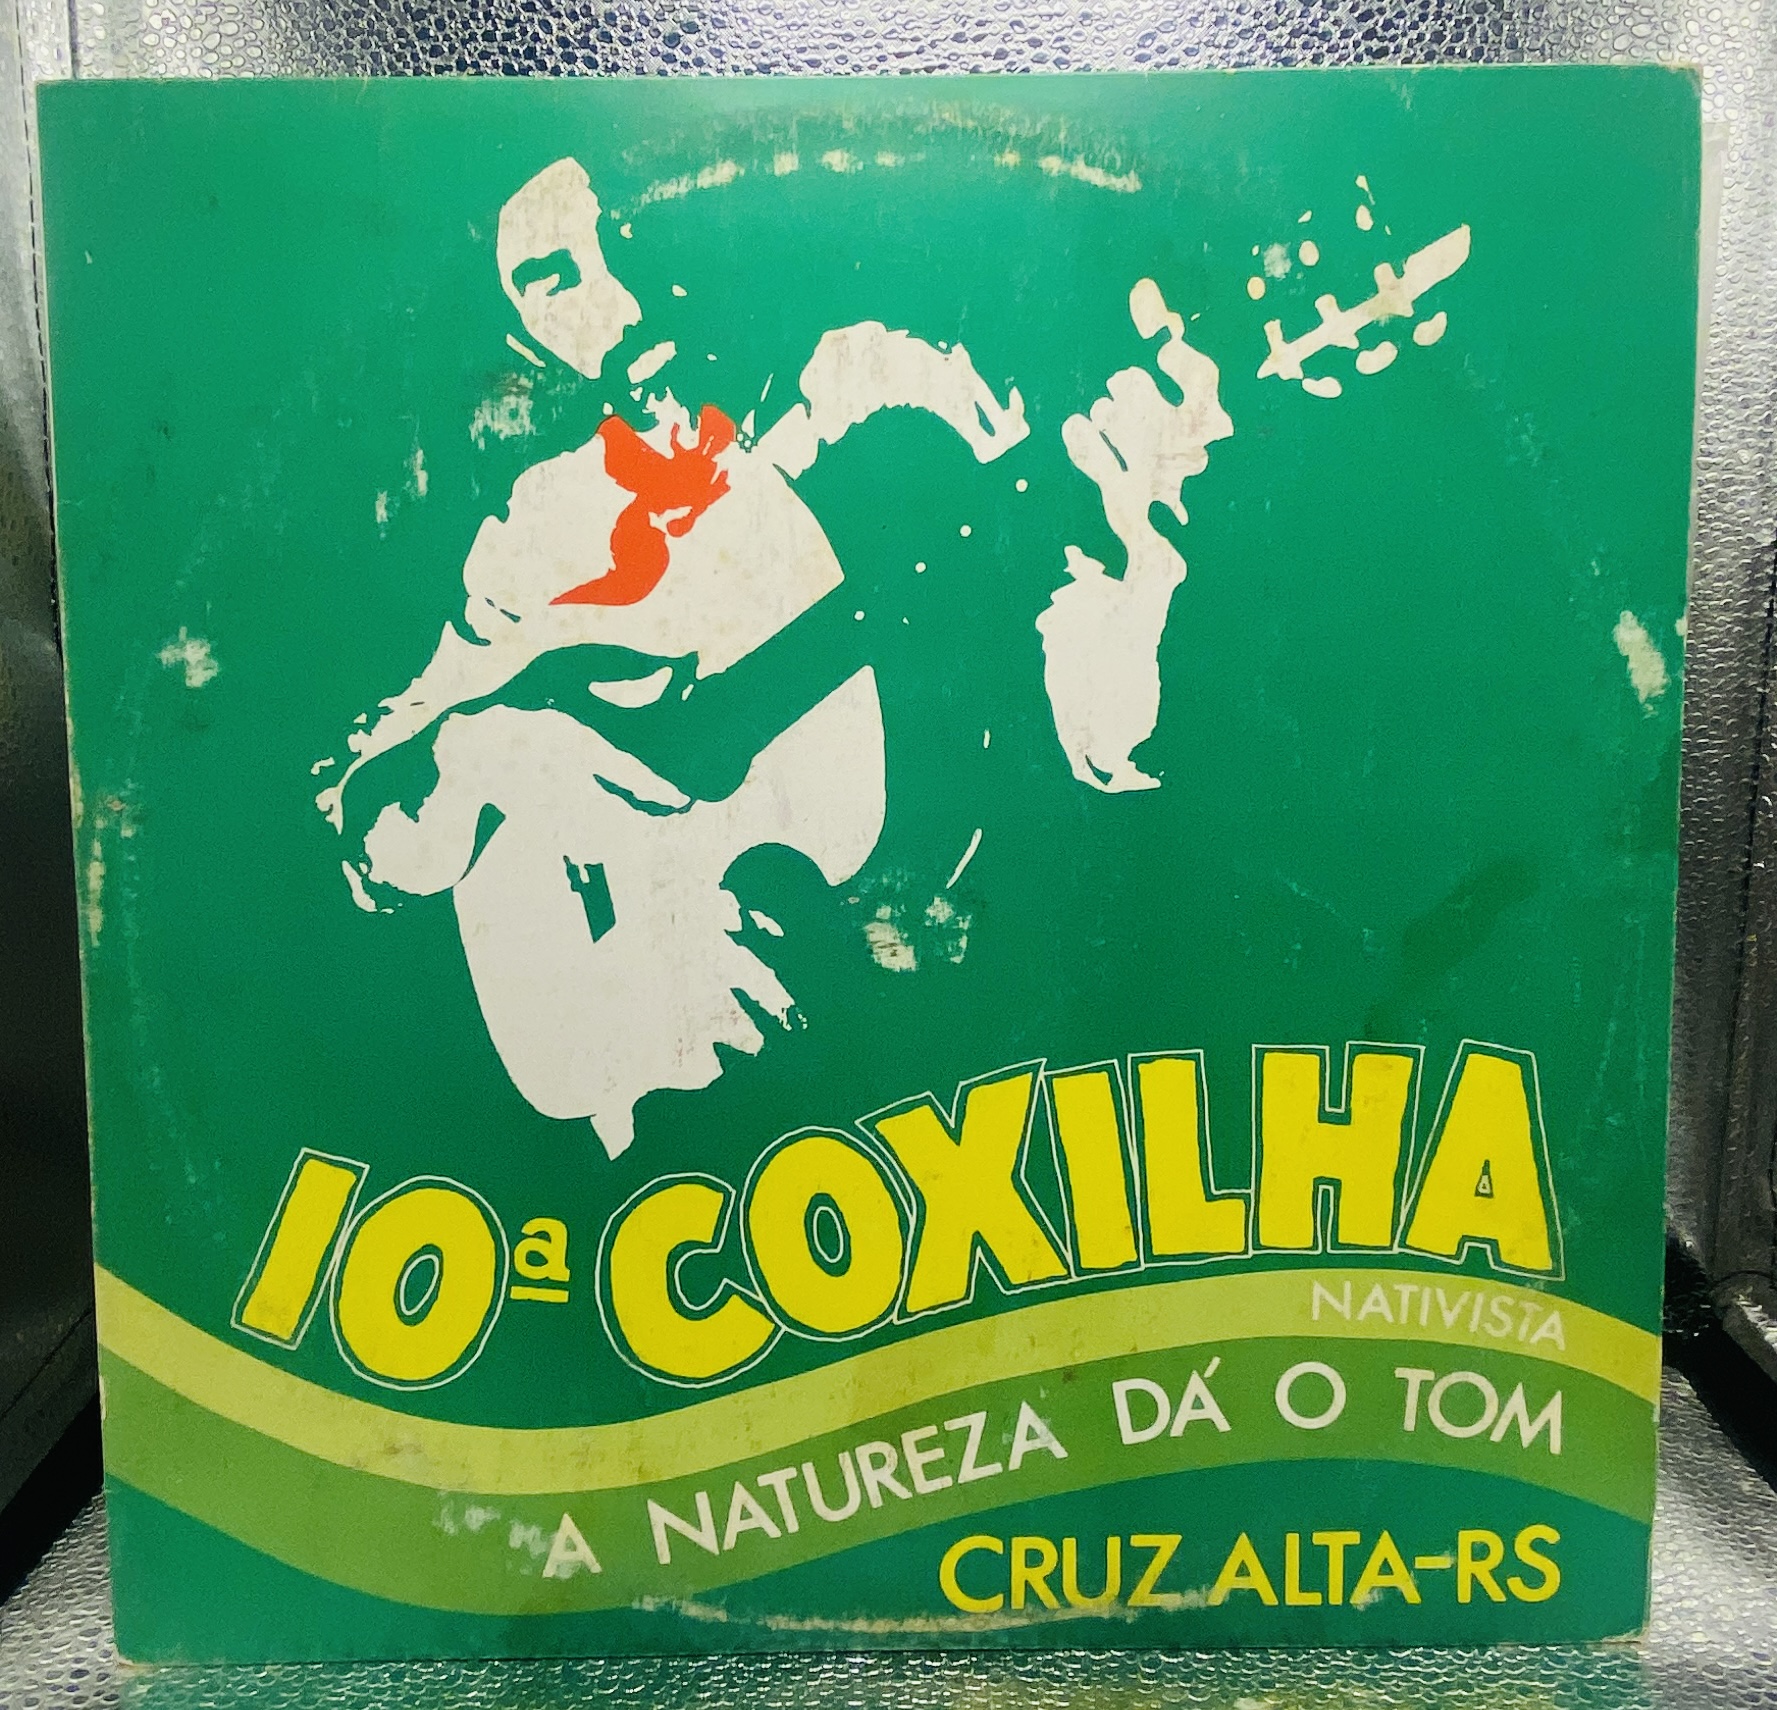 10ª COXILHA
NATIVISTA
A NATUREZA DÁ O TOM
CRUZ ALTA-RS